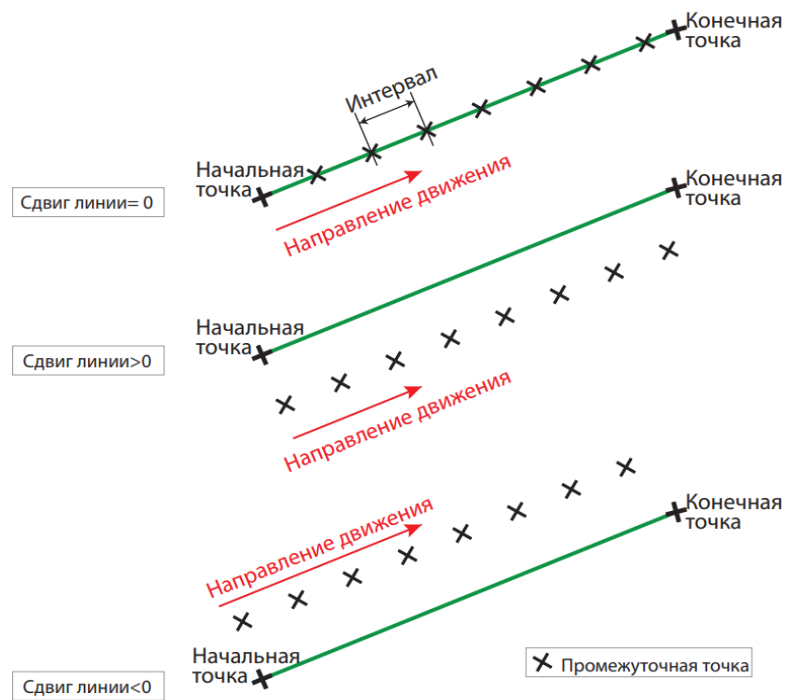 Конечная
точка
Интервал
Начальная
точка
Сдвиг линии= 0
Направление движения
Конечная
точка
Начальная
точка
Сдвиг линии>0
Направление движения
Направление движения
Конечная
точка
Начальная
точка
Сдвиг линии<0
Промежуточная точка